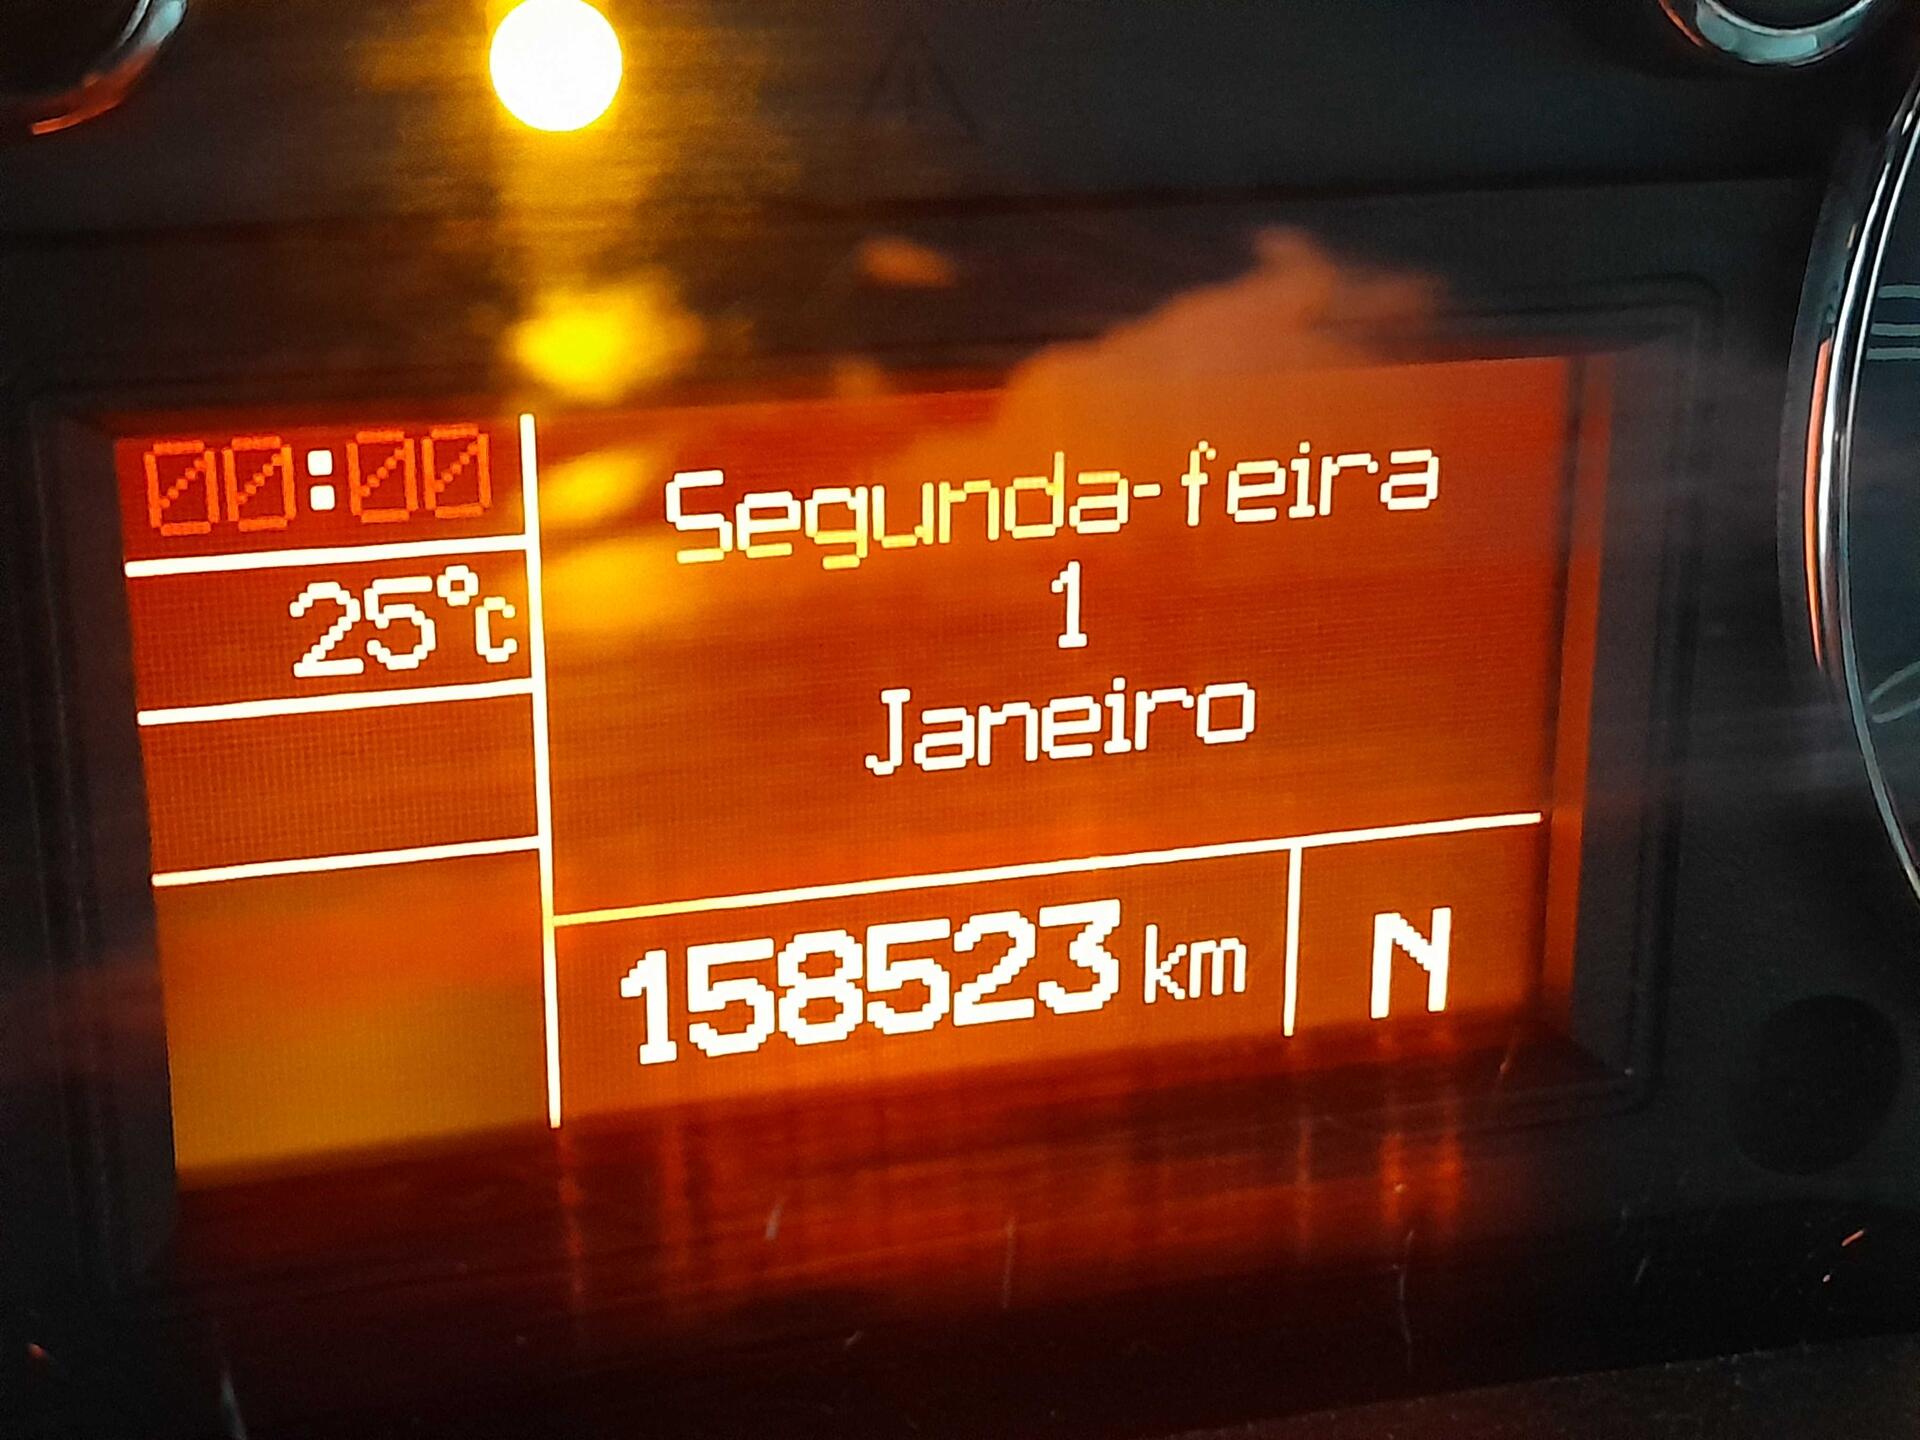 00:00
25°C
Segunda-feira
1
Janeiro
158523 km
N